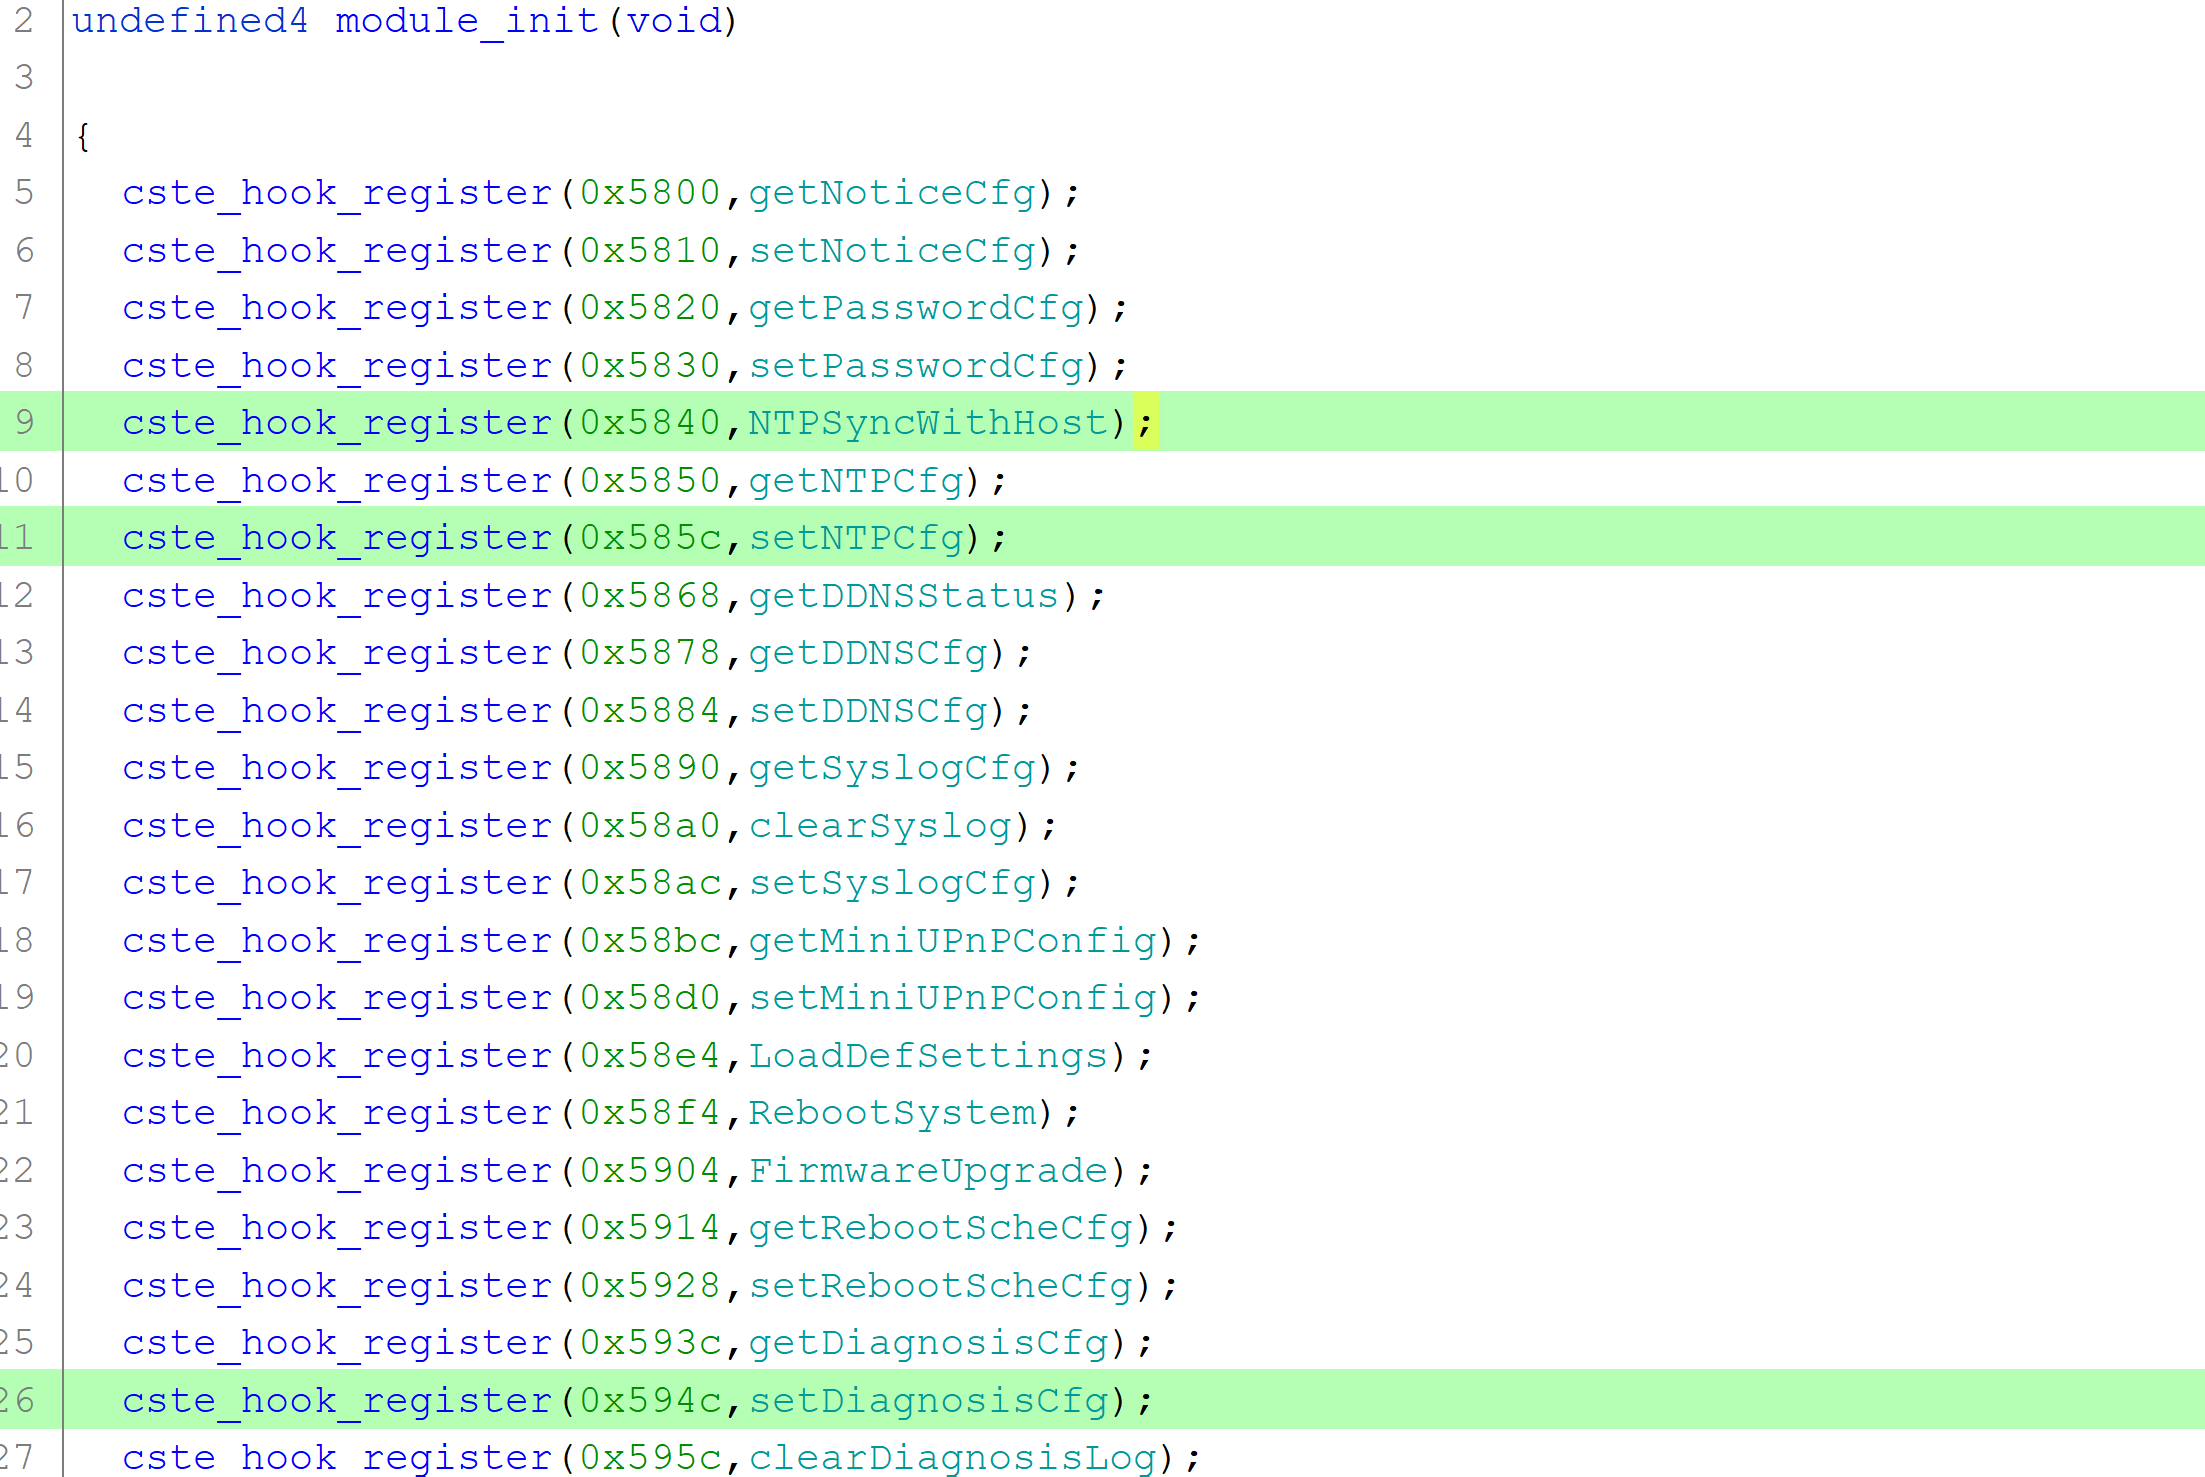 2 undefined4 module_init(void)
3
4 {
5 cste_hook_register(0x5800,getNoticeCfg);
6 cste_hook_register(0x5810,setNoticeCfg);
7 cste_hook_register(0x5820,getPasswordCfg);
8 cste_hook_register(0x5830,setPasswordCfg);
9 cste_hook_register(0x5840,NTPSyncWithHost);
10 cste_hook_register(0x5850,getNTPCfg);
11 cste_hook_register(0x585c,setNTPCfg);
12 cste_hook_register(0x5868,getDDNSStatus);
13 cste_hook_register(0x5878,getDDNSCfg);
14 cste_hook_register(0x5884,setDDNSCfg);
15 cste_hook_register(0x5890,getSyslogCfg);
16 cste_hook_register(0x58a0,clearSyslog);
17 cste_hook_register(0x58ac,setSyslogCfg);
18 cste_hook_register(0x58bc,getMiniUPnPConfig);
19 cste_hook_register(0x58d0,setMiniUPnPConfig);
20 cste_hook_register(0x58e4,LoadDefSettings);
21 cste_hook_register(0x58f4,RebootSystem);
22 cste_hook_register(0x5904,FirmwareUpgrade);
23 cste_hook_register(0x5914,getRebootScheCfg);
24 cste_hook_register(0x5928,setRebootScheCfg);
25 cste_hook_register(0x593c,getDiagnosisCfg);
26 cste_hook_register(0x594c,setDiagnosisCfg);
27 cste_hook_register(0x595c,clearDiagnosisLog);